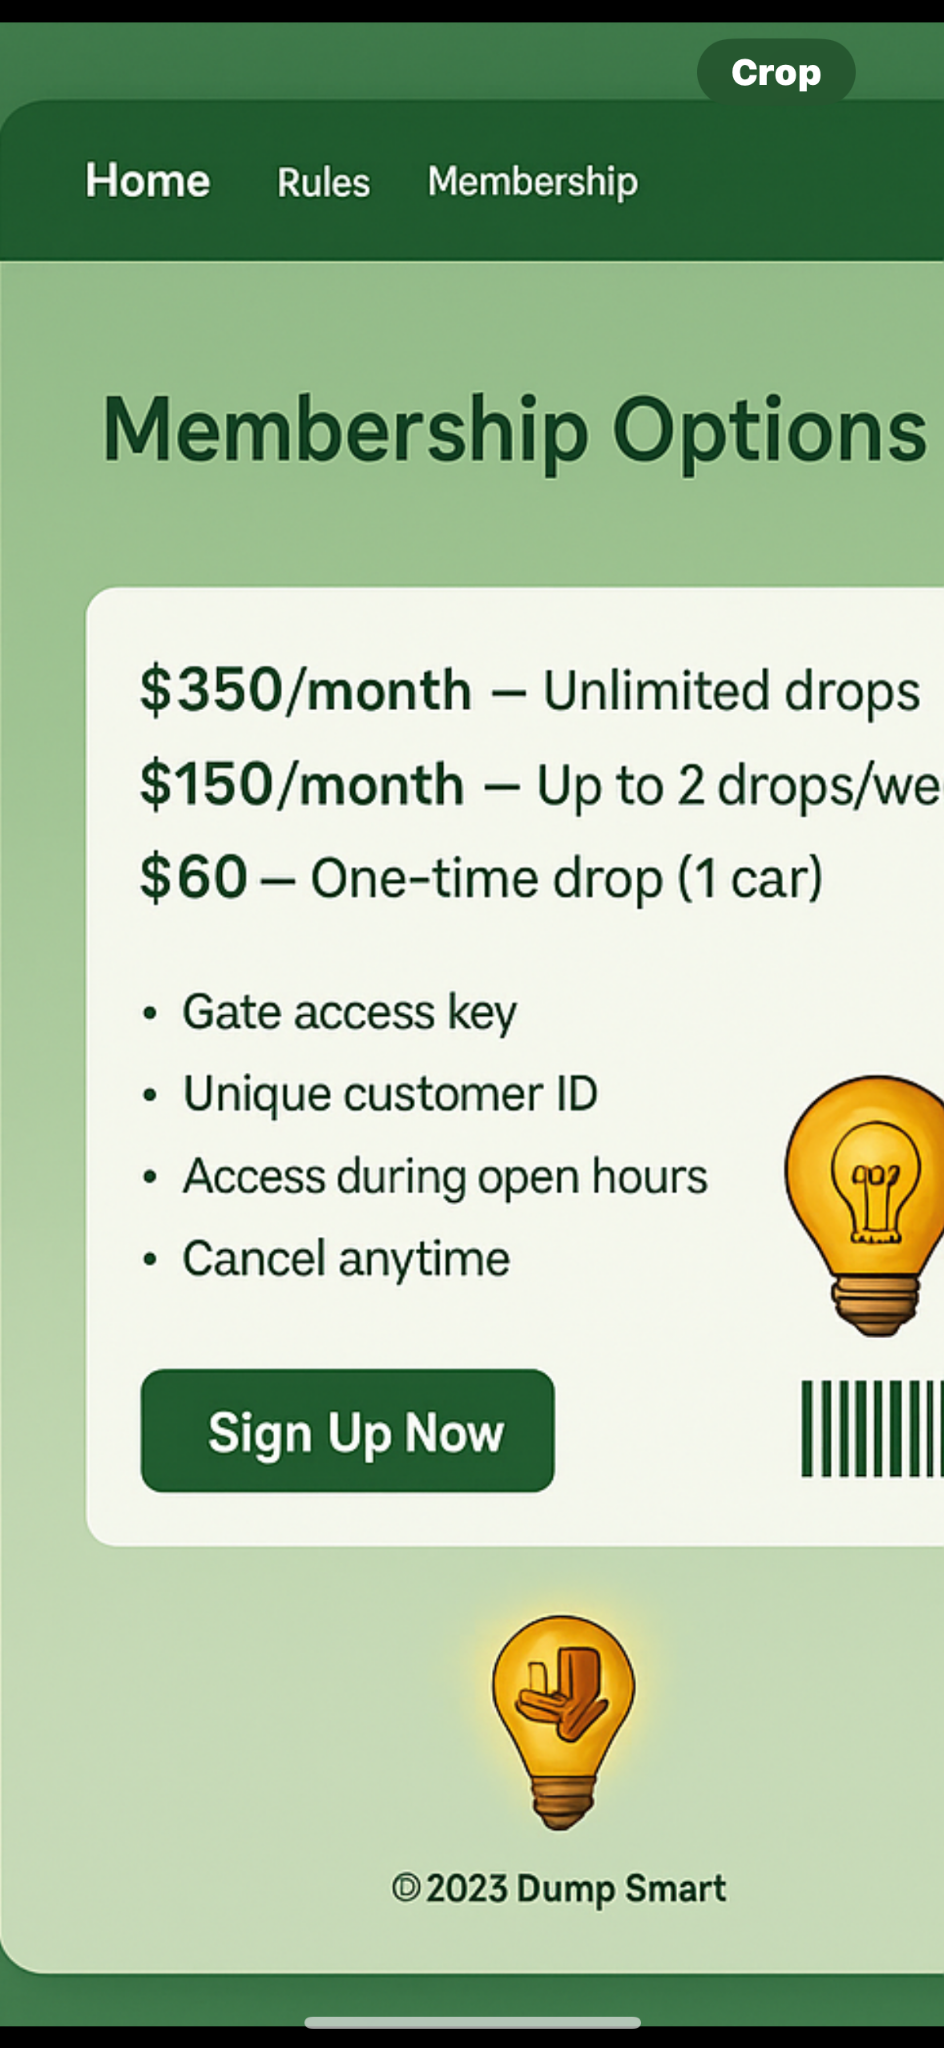 Crop
Home Rules Membership
Membership Options
$350/month – Unlimited drops
$150/month – Up to 2 drops/we
$60 – One-time drop (1 car)
• Gate access key
• Unique customer ID
• Access during open hours
• Cancel anytime
Sign Up Now
© 2023 Dump Smart